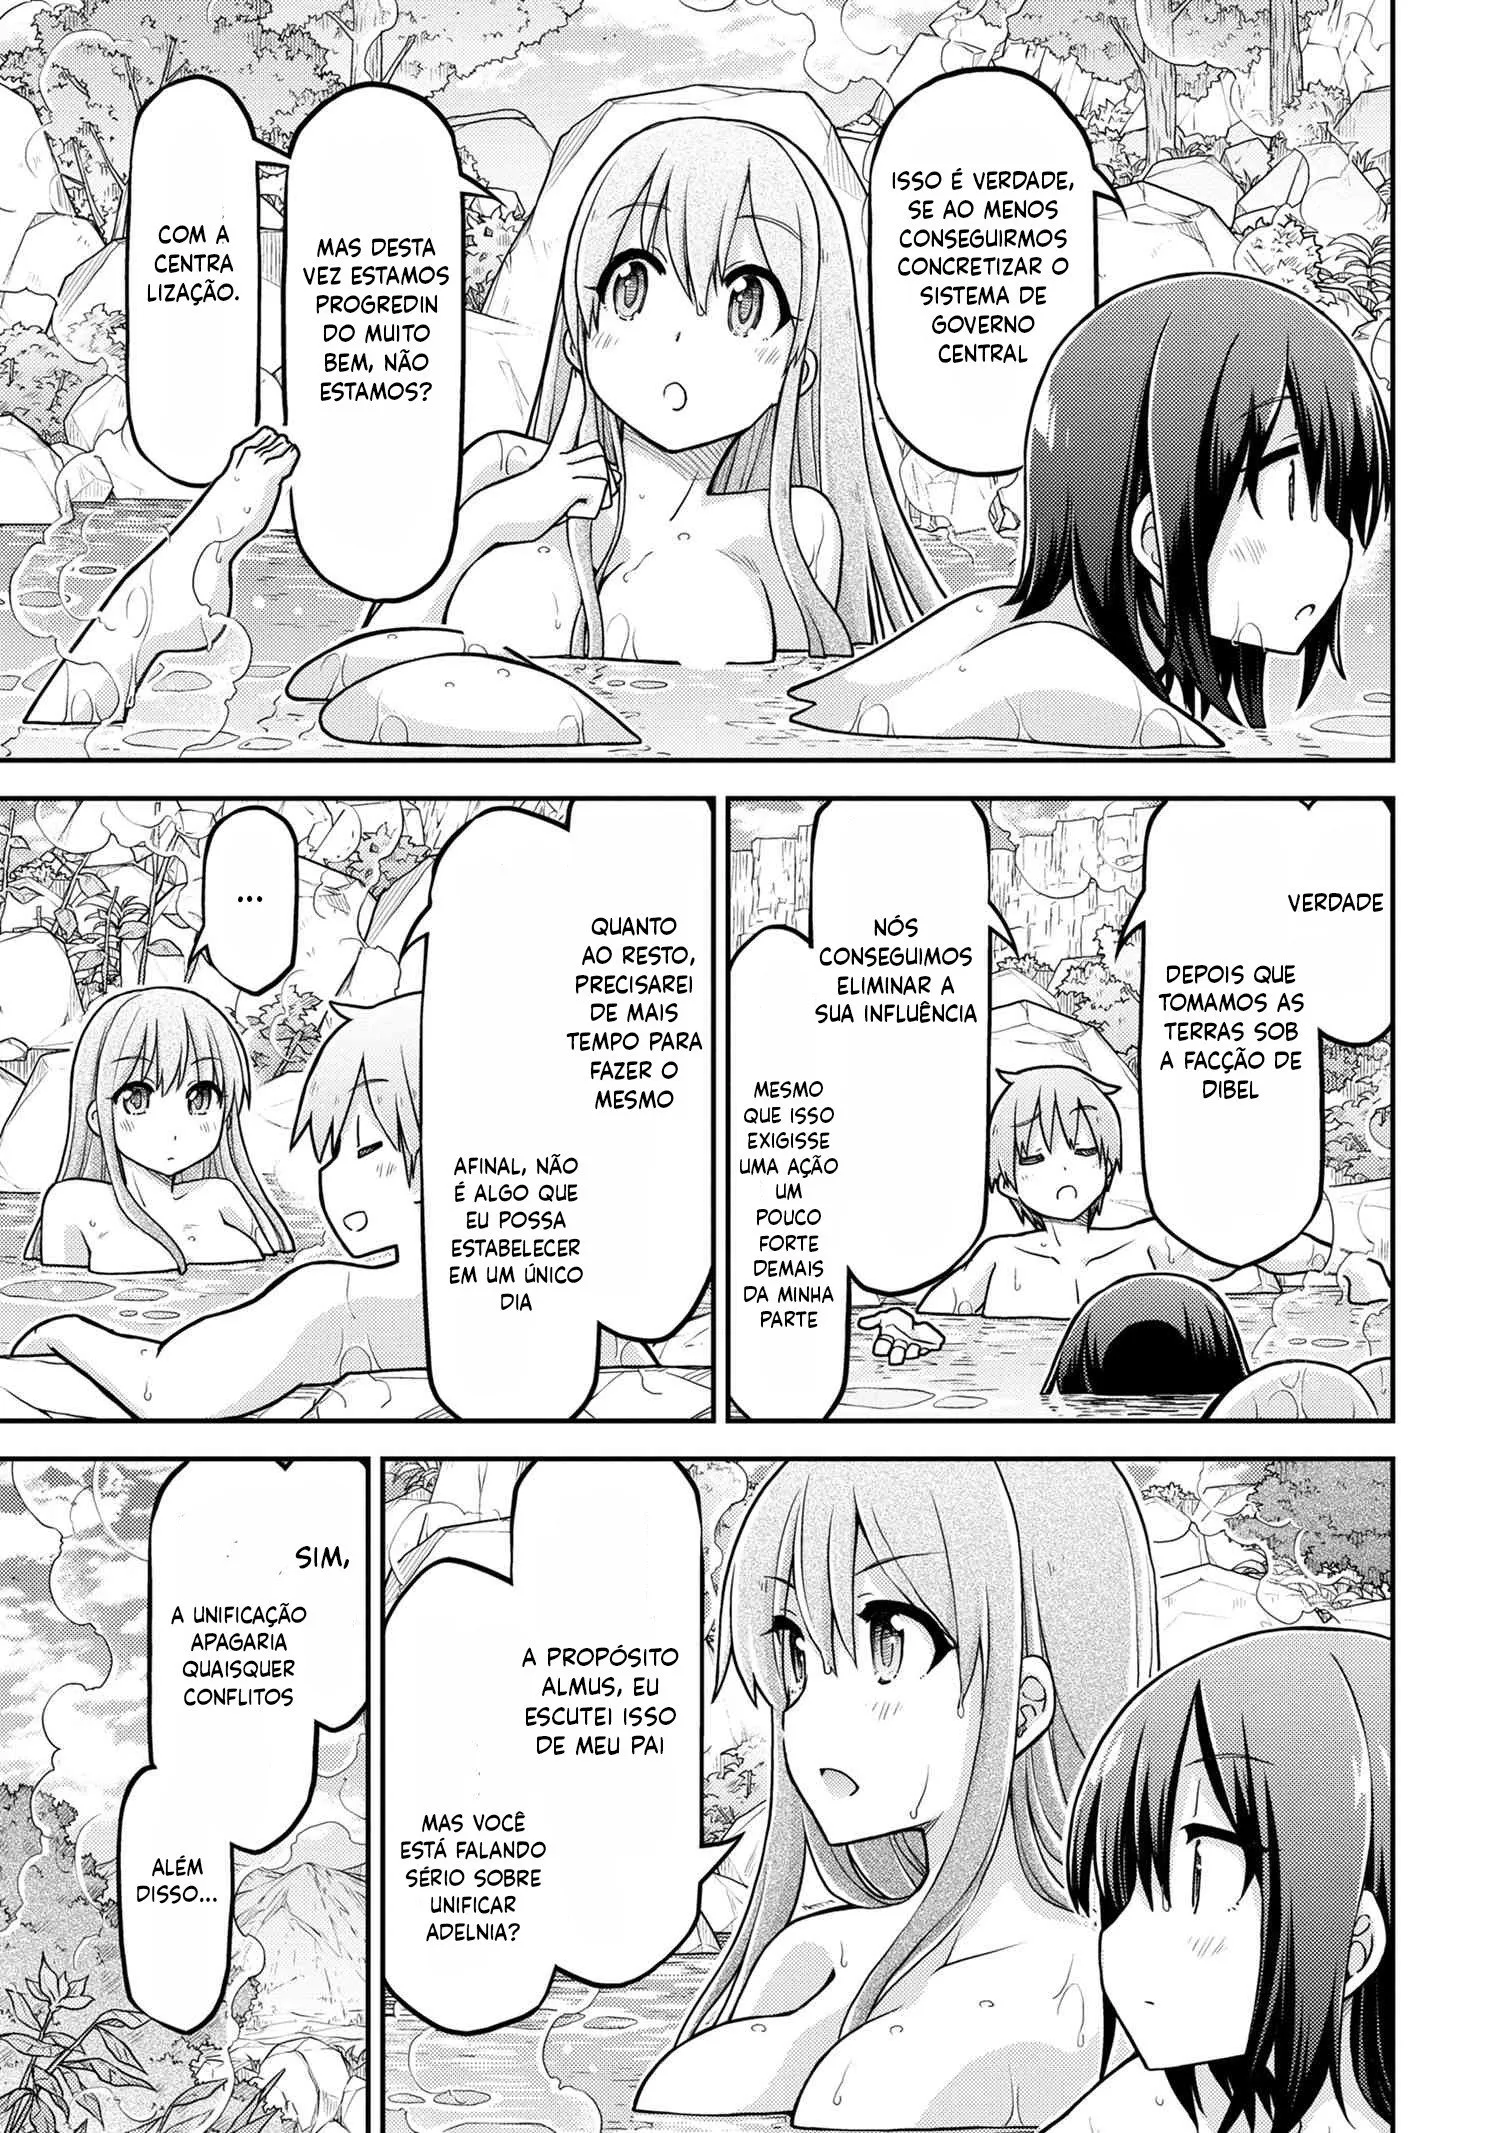 ISSO É VERDADE,
SE AO MENOS
CONSEGUIRMOS
CONCRETIZAR O
SISTEMA DE
GOVERNO
CENTRAL
MAS DESTA
VEZ ESTAMOS
PROGREDIN
DO MUITO
BEM, NÃO
ESTAMOS?
COM A
CENTRA
LIZAÇÃO.
VERDADE
DEPOIS QUE
TOMAMOS AS
TERRAS SOB
A FACÇÃO DE
DIBEL
NÓS
CONSEGUIMOS
ELIMINAR A
SUA INFLUÊNCIA
MESMO
QUE ISSO
EXIGISSE
UMA AÇÃO
UM
POUCO
FORTE
DEMAIS
DA MINHA
PARTE
QUANTO
AO RESTO,
PRECISAREI
DE MAIS
TEMPO PARA
FAZER O
MESMO
AFINAL, NÃO
É ALGO QUE
EU POSSA
ESTABELECER
EM UM ÚNICO
DIA
...
A PROPÓSITO
ALMUS, EU
ESCUTEI ISSO
DE MEU PAI
MAS VOCÊ
ESTÁ FALANDO
SÉRIO SOBRE
UNIFICAR
ADELNIA?
SIM,
A UNIFICAÇÃO
APAGARIA
QUAISQUER
CONFLITOS
ALÉM
DISSO...